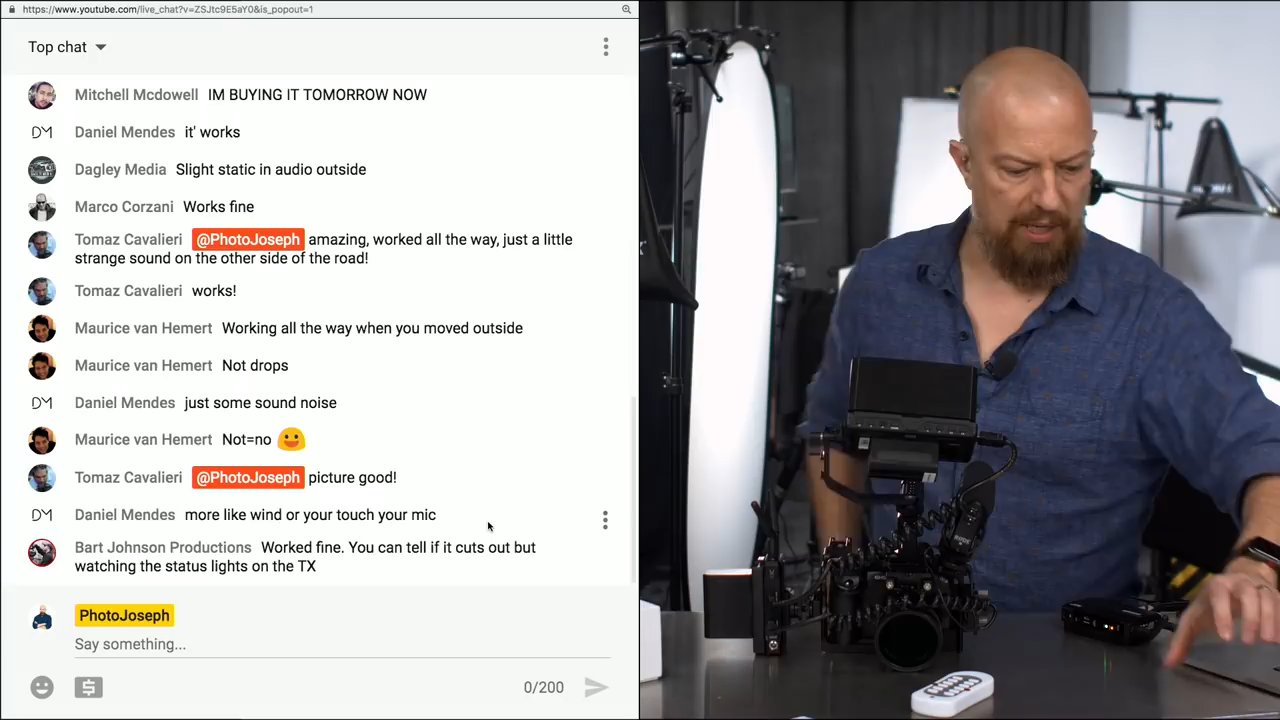 https://www.youtube.com/live_chat?v=ZSJtc9E5aY0&is_popout=1
Top chat
Mitchell Mcdowell IM BUYING IT TOMORROW NOW
DM Daniel Mendes it' works
Dagley Media Slight static in audio outside
Marco Corzani Works fine
Tomaz Cavalieri @PhotoJoseph amazing, worked all the way, just a little
strange sound on the other side of the road!
Tomaz Cavalieri works!
Maurice van Hemert Working all the way when you moved outside
Maurice van Hemert Not drops
DM Daniel Mendes just some sound noise
Maurice van Hemert Not=no 😃
Tomaz Cavalieri @PhotoJoseph picture good!
DM Daniel Mendes more like wind or your touch your mic
Bart Johnson Productions Worked fine. You can tell if it cuts out but
watching the status lights on the TX
PhotoJoseph
Say something...
0/200
RODE